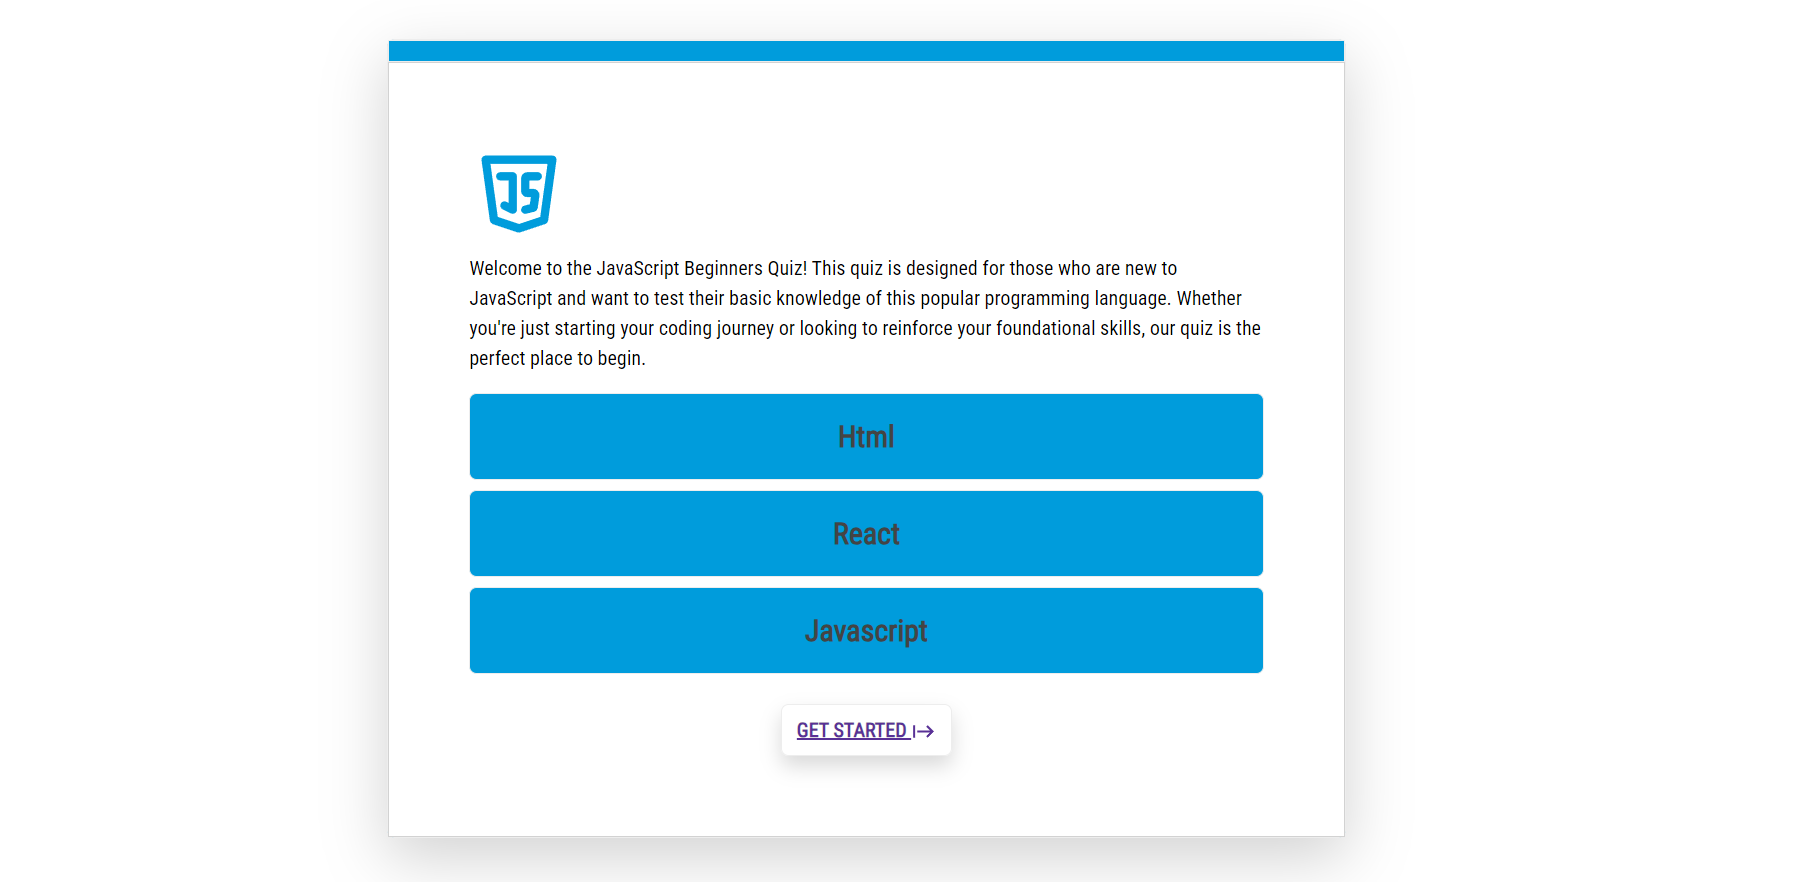 JS
Welcome to the JavaScript Beginners Quiz! This quiz is designed for those who are new to
JavaScript and want to test their basic knowledge of this popular programming language. Whether
you're just starting your coding journey or looking to reinforce your foundational skills, our quiz is the
perfect place to begin.
Html
React
Javascript
GET STARTED